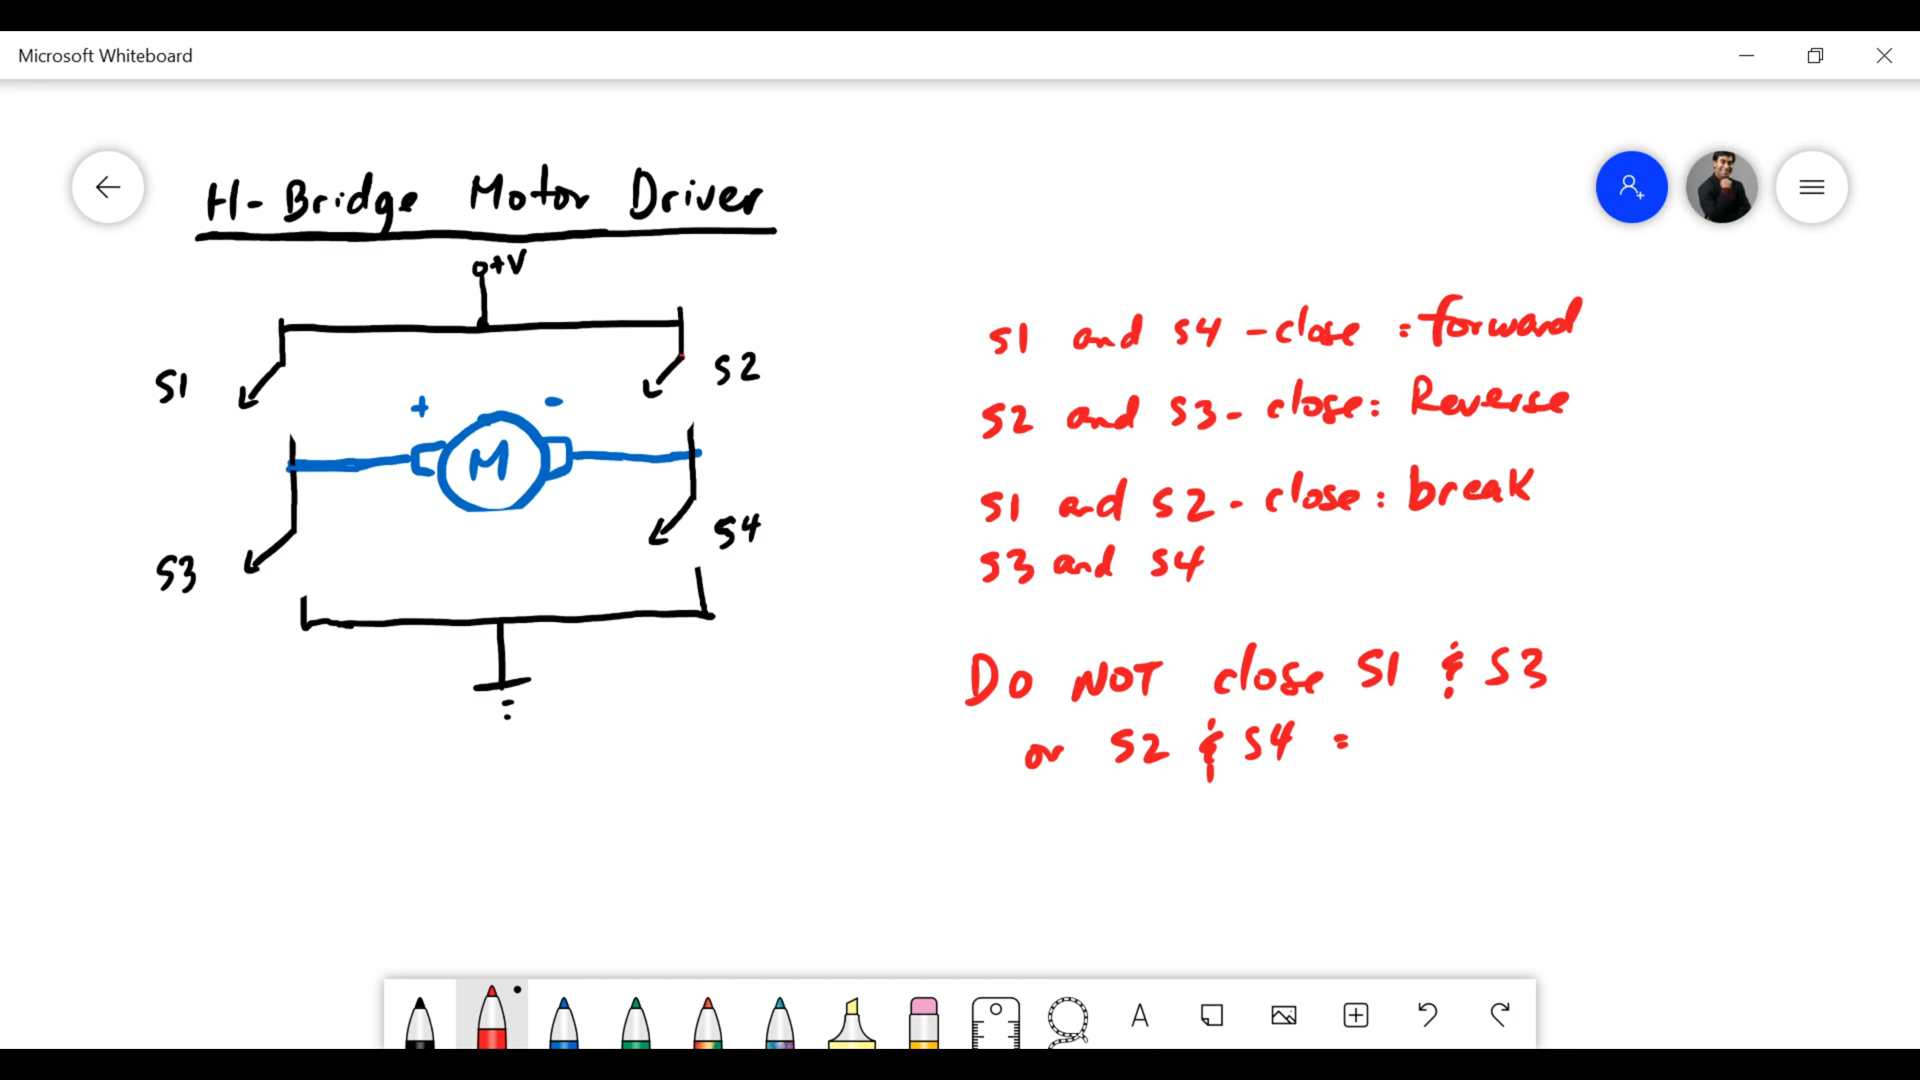 Microsoft Whiteboard
H-Bridge Motor Driver
+V
S1
S2
+ -
M
S3
S4
S1 and S4 - close = forward
S2 and S3 - close: Reverse
S1 and S2 - close: break
S3 and S4
Do NOT close S1 & S3
or S2 & S4 =
A